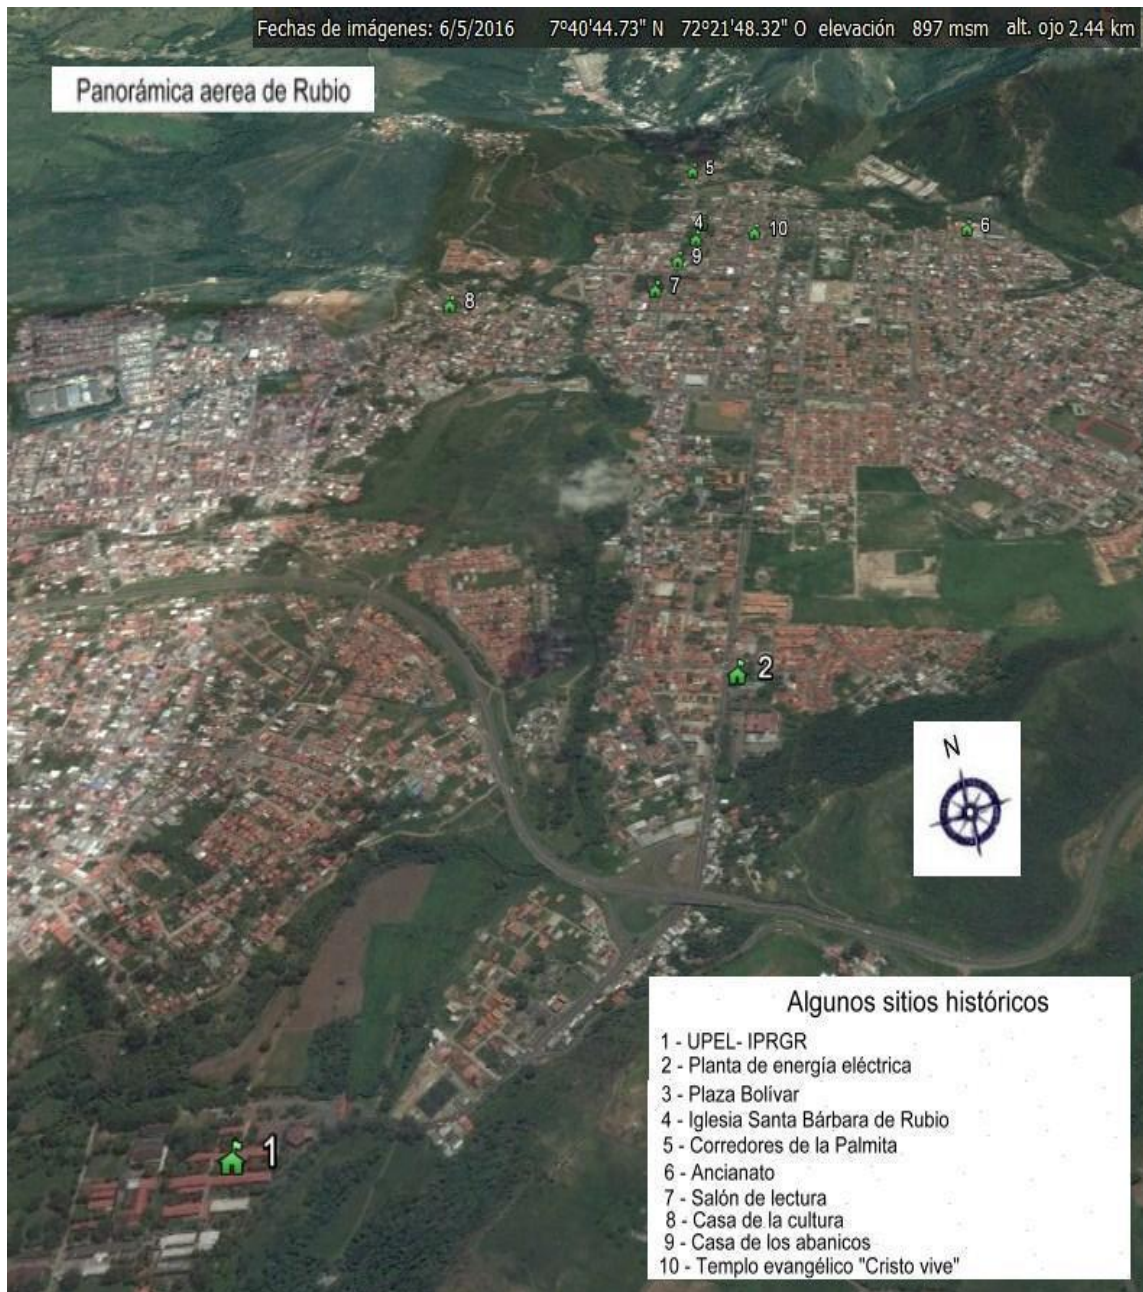 Fechas de imágenes: 6/5/2016 7º40'44.73" N 72º21'48.32" O elevación 897 msm alt. ojo 2.44 km
Panorámica aerea de Rubio
5
4
10
6
9
7
8
2
N
1
Algunos sitios históricos
1 - UPEL- IPRGR
2 - Planta de energía eléctrica
3 - Plaza Bolívar
4 - Iglesia Santa Bárbara de Rubio
5 - Corredores de la Palmita
6 - Ancianato
7 - Salón de lectura
8 - Casa de la cultura
9 - Casa de los abanicos
10 - Templo evangélico "Cristo vive"